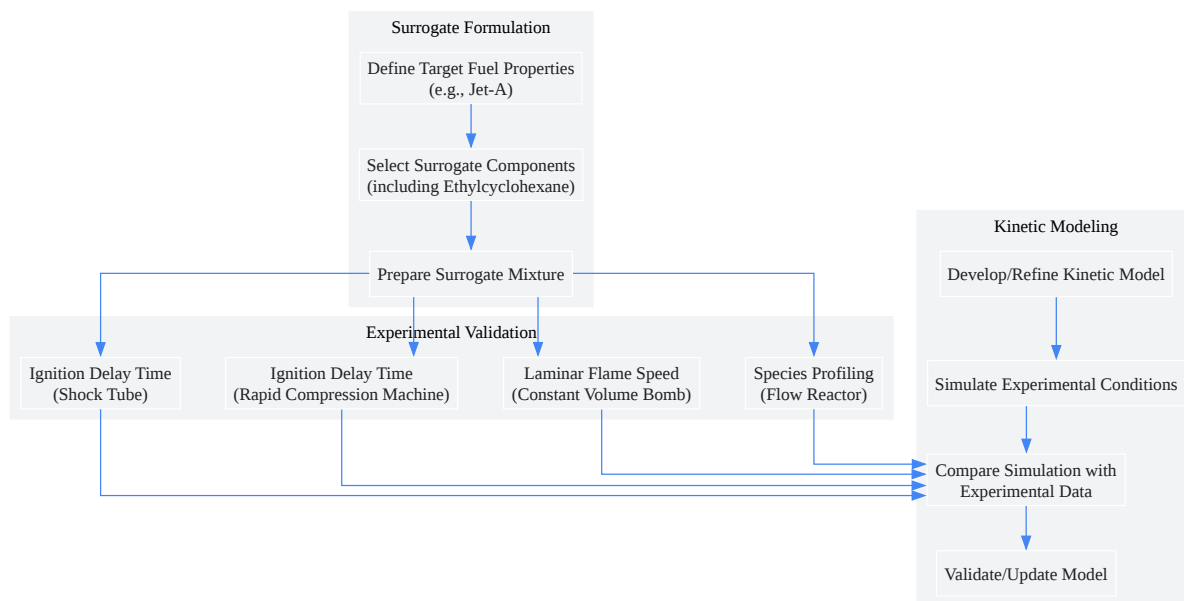 Surrogate Formulation
Define Target Fuel Properties
(e.g., Jet-A)
Select Surrogate Components
(including Ethylcyclohexane)
Prepare Surrogate Mixture
Experimental Validation
Ignition Delay Time
(Shock Tube)
Ignition Delay Time
(Rapid Compression Machine)
Laminar Flame Speed
(Constant Volume Bomb)
Species Profiling
(Flow Reactor)
Kinetic Modeling
Develop/Refine Kinetic Model
Simulate Experimental Conditions
Compare Simulation with
Experimental Data
Validate/Update Model